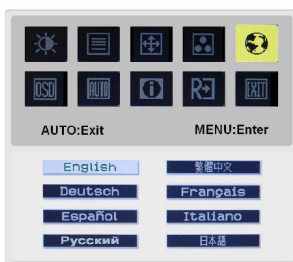 OSD AUTO i R EXIT
AUTO:Exit MENU:Enter
English 繁體中文
Deutsch Français
Español Italiano
Русский 日本語